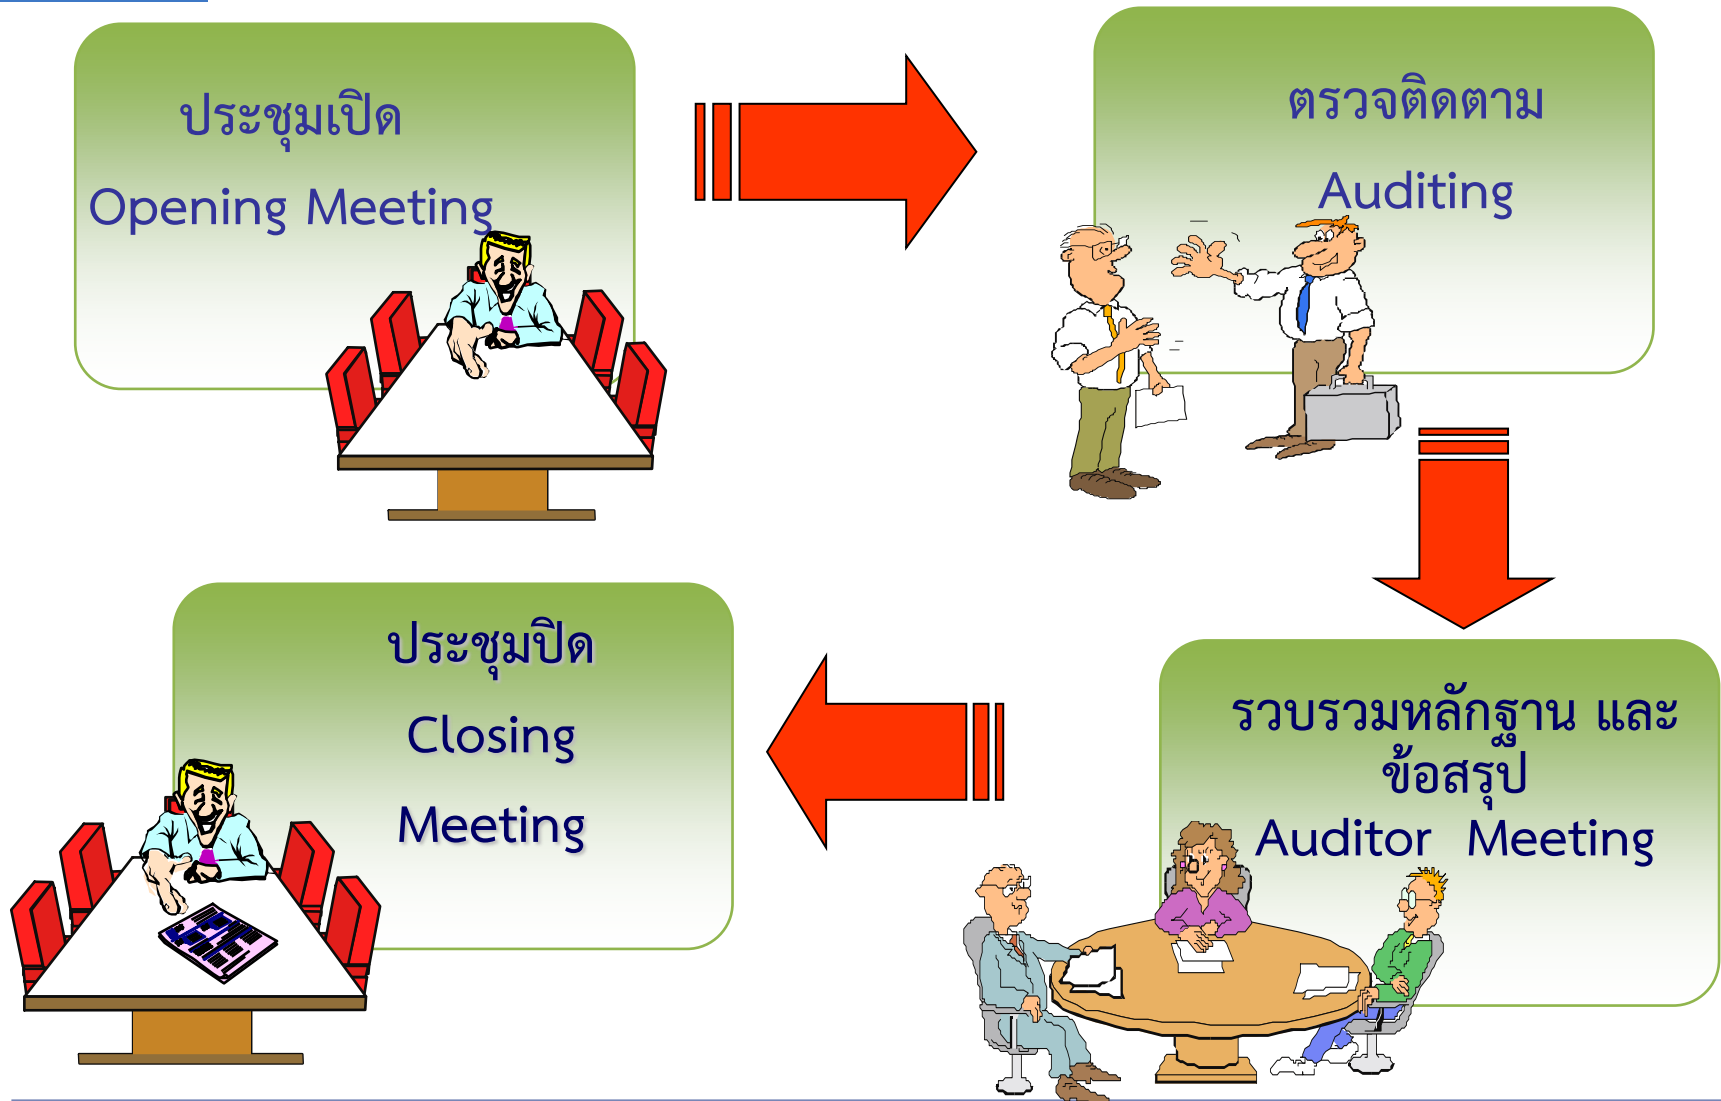 ประชุมเปิด
Opening Meeting
ตรวจติดตาม
Auditing
รวบรวมหลักฐาน และ
ข้อสรุป
Auditor Meeting
ประชุมปิด
Closing
Meeting